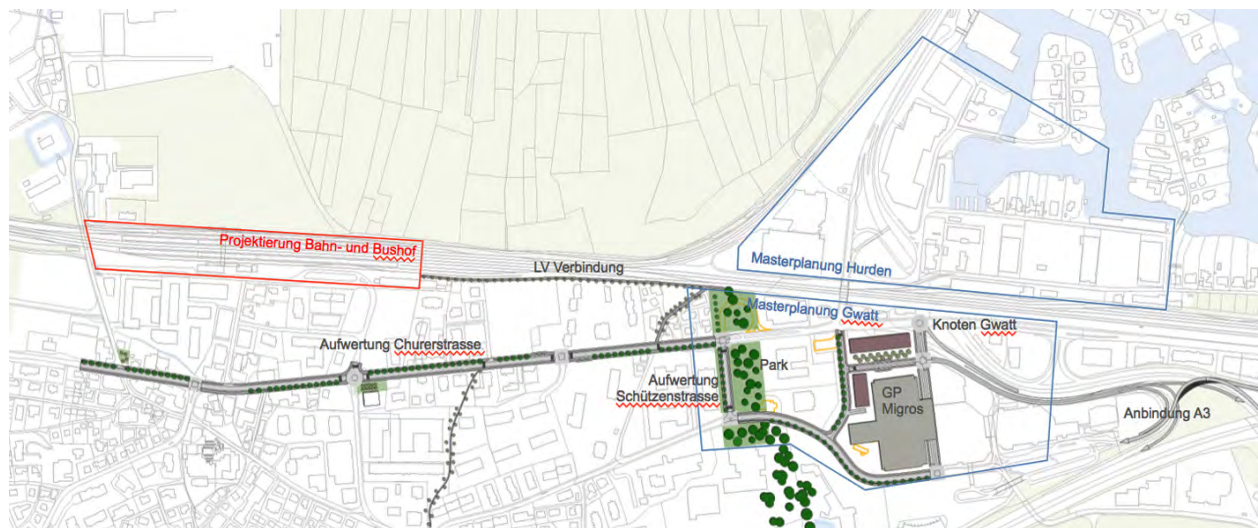 Projektierung Bahn- und Bushof
LV Verbindung
Masterplanung Hurden
Masterplanung Gwatt
Knoten Gwatt
Aufwertung Churerstrasse
Park
Aufwertung
Schützenstrasse
GP
Migros
Anbindung A3